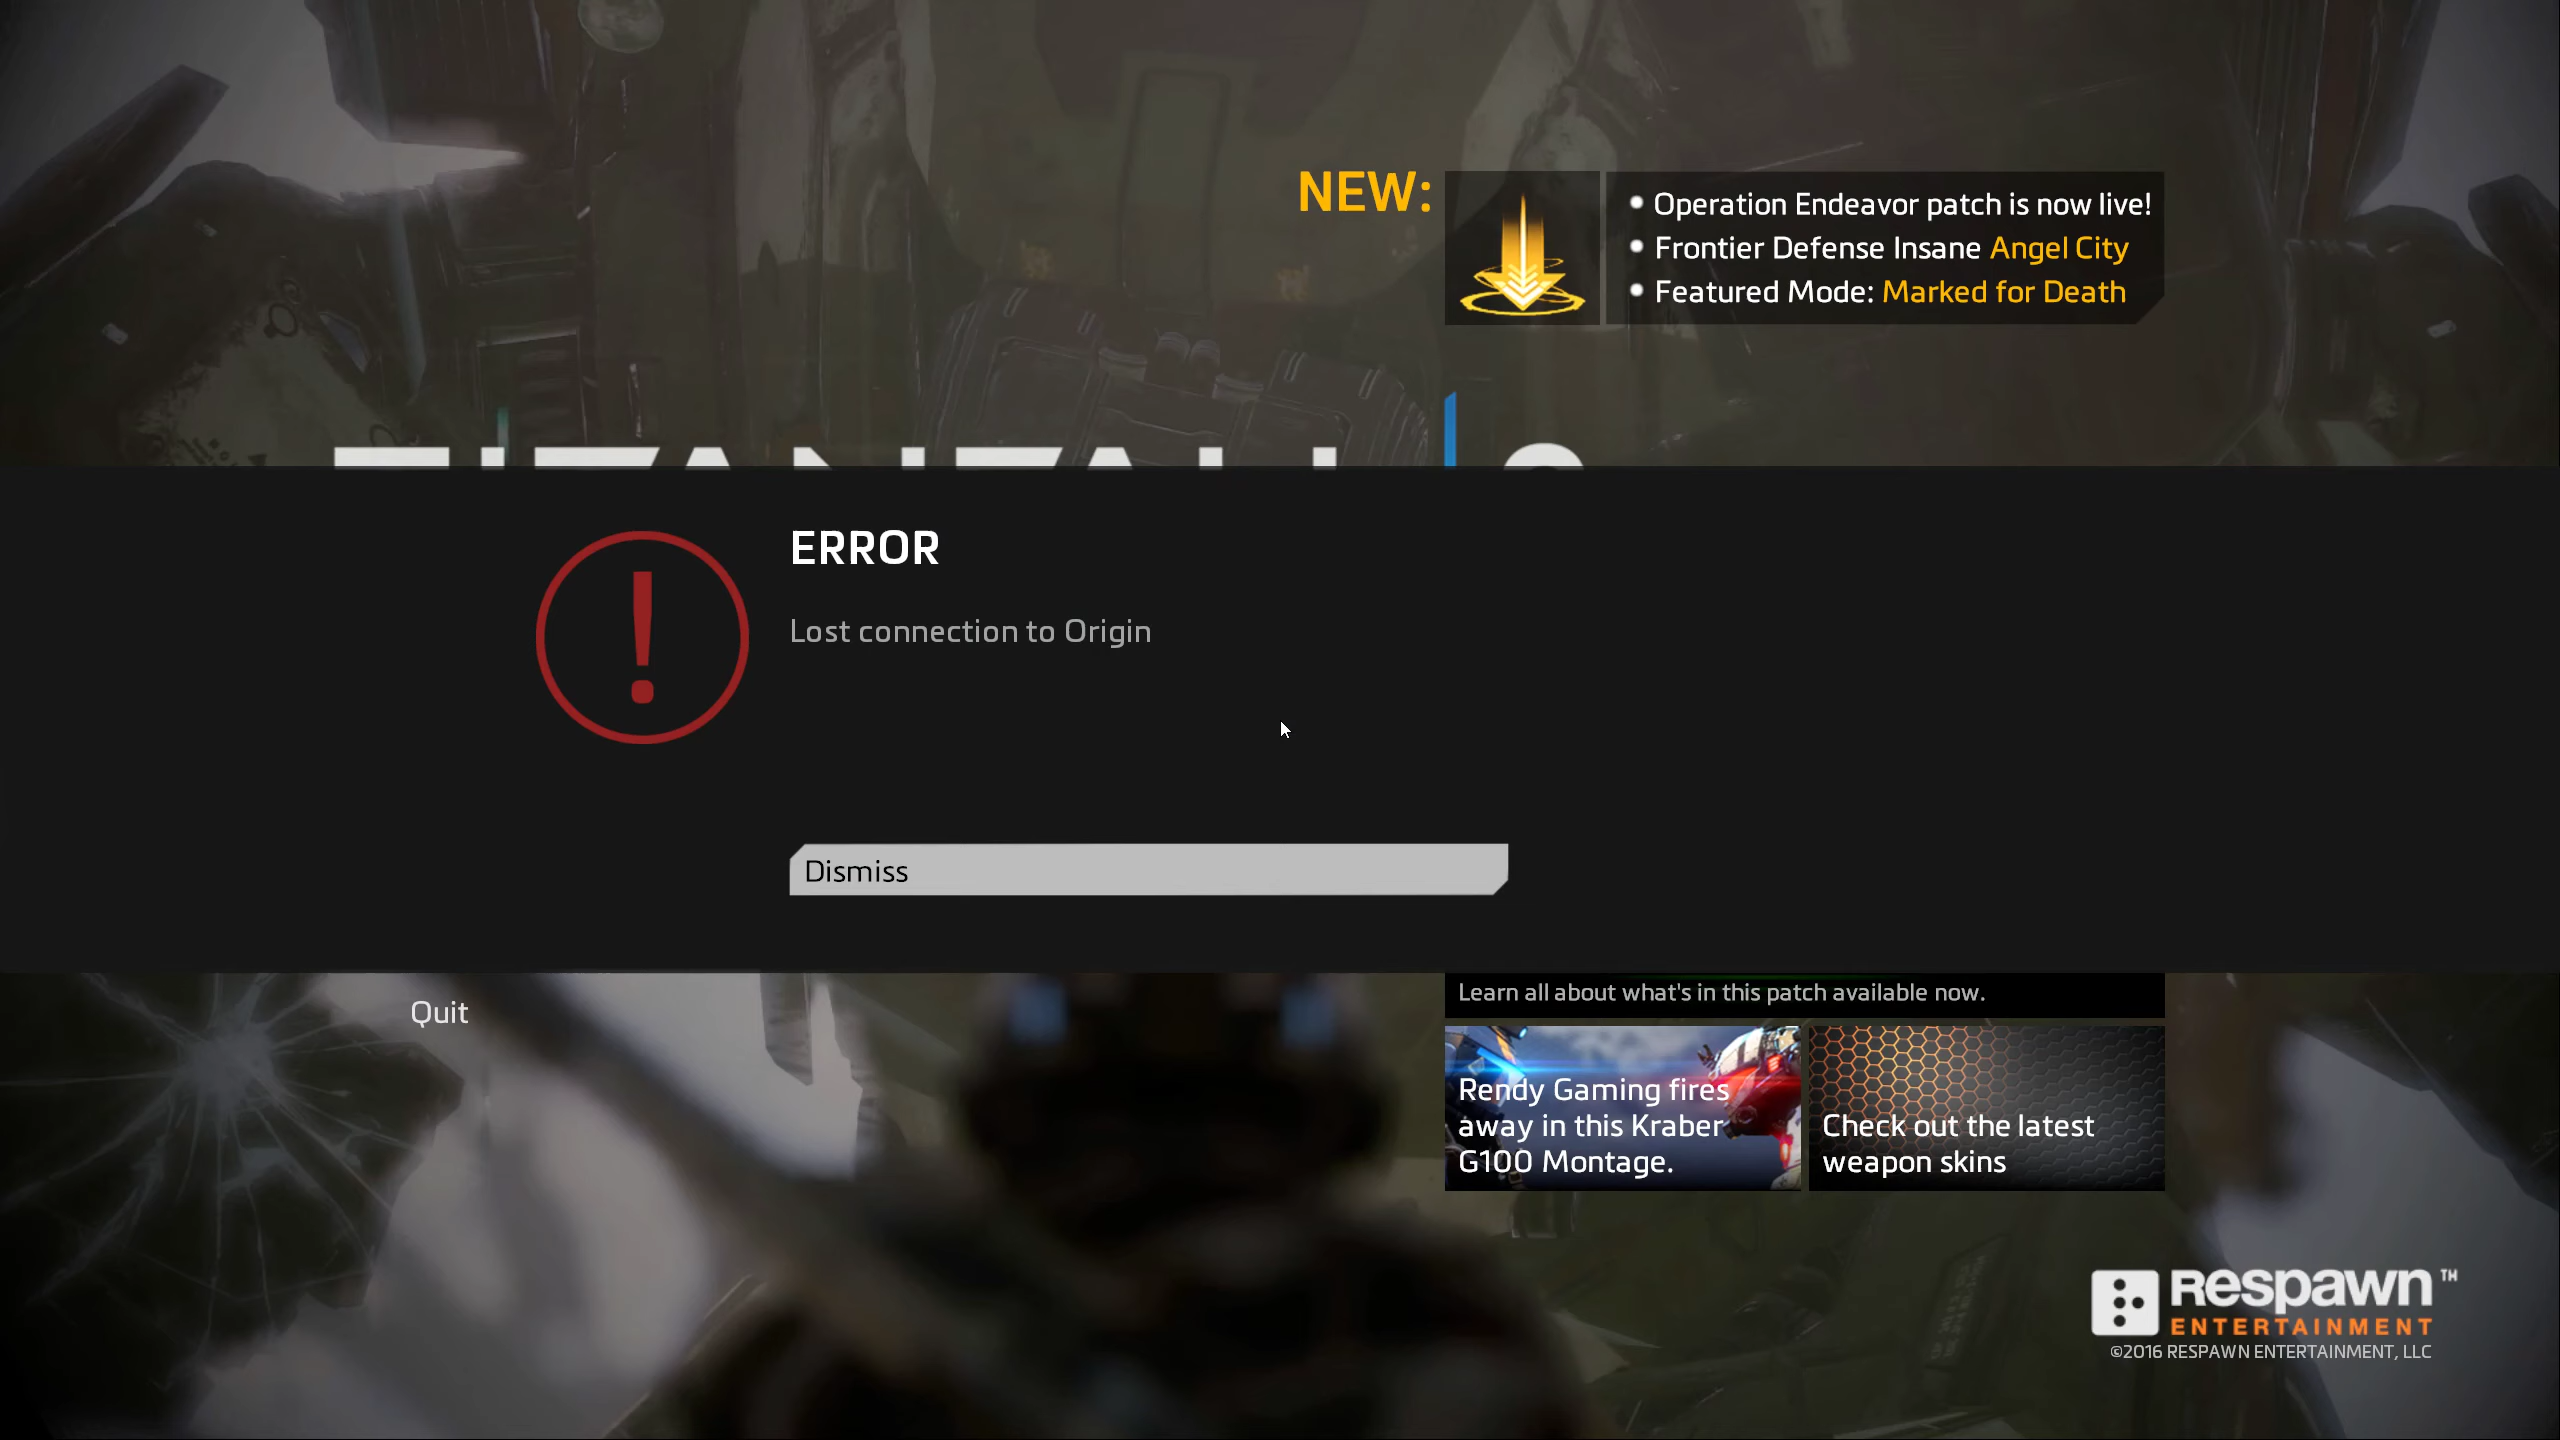 NEW:
• Operation Endeavor patch is now live!
• Frontier Defense Insane Angel City
• Featured Mode: Marked for Death
ERROR
Lost connection to Origin
Dismiss
Quit
Learn all about what's in this patch available now.
Rendy Gaming fires
away in this Kraber
G100 Montage.
Check out the latest
weapon skins
Respawn™
ENTERTAINMENT
©2016 RESPAWN ENTERTAINMENT, LLC